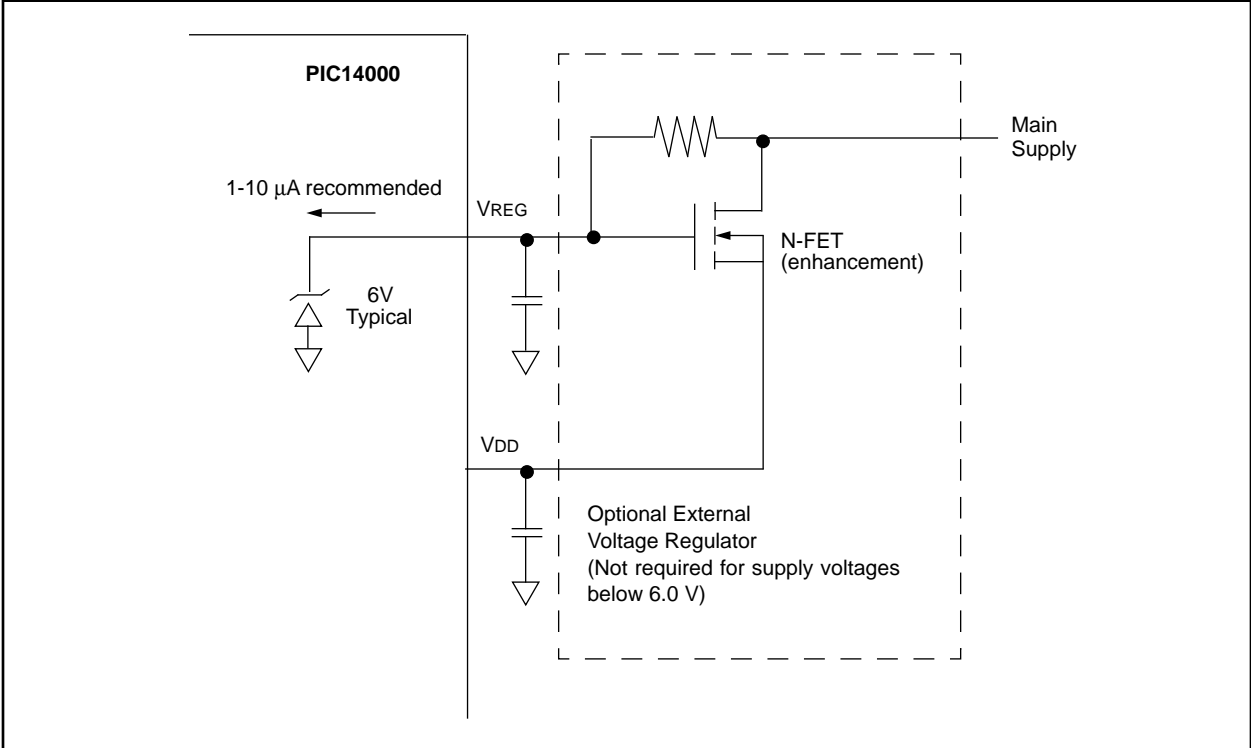 PIC14000
Main
Supply
1-10 μA recommended
VREG
N-FET
(enhancement)
6V
Typical
VDD
Optional External
Voltage Regulator
(Not required for supply voltages
below 6.0 V)